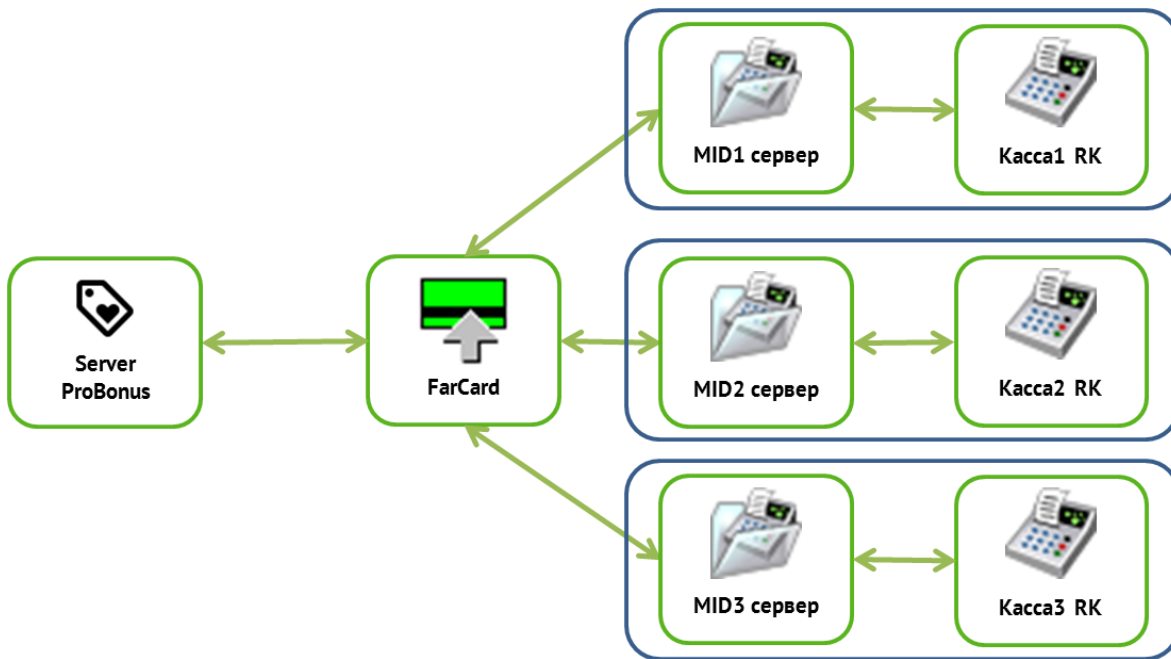 MID1 сервер
Касса1 RK
Server
ProBonus
FarCard
MID2 сервер
Касса2 RK
MID3 сервер
Касса3 RK